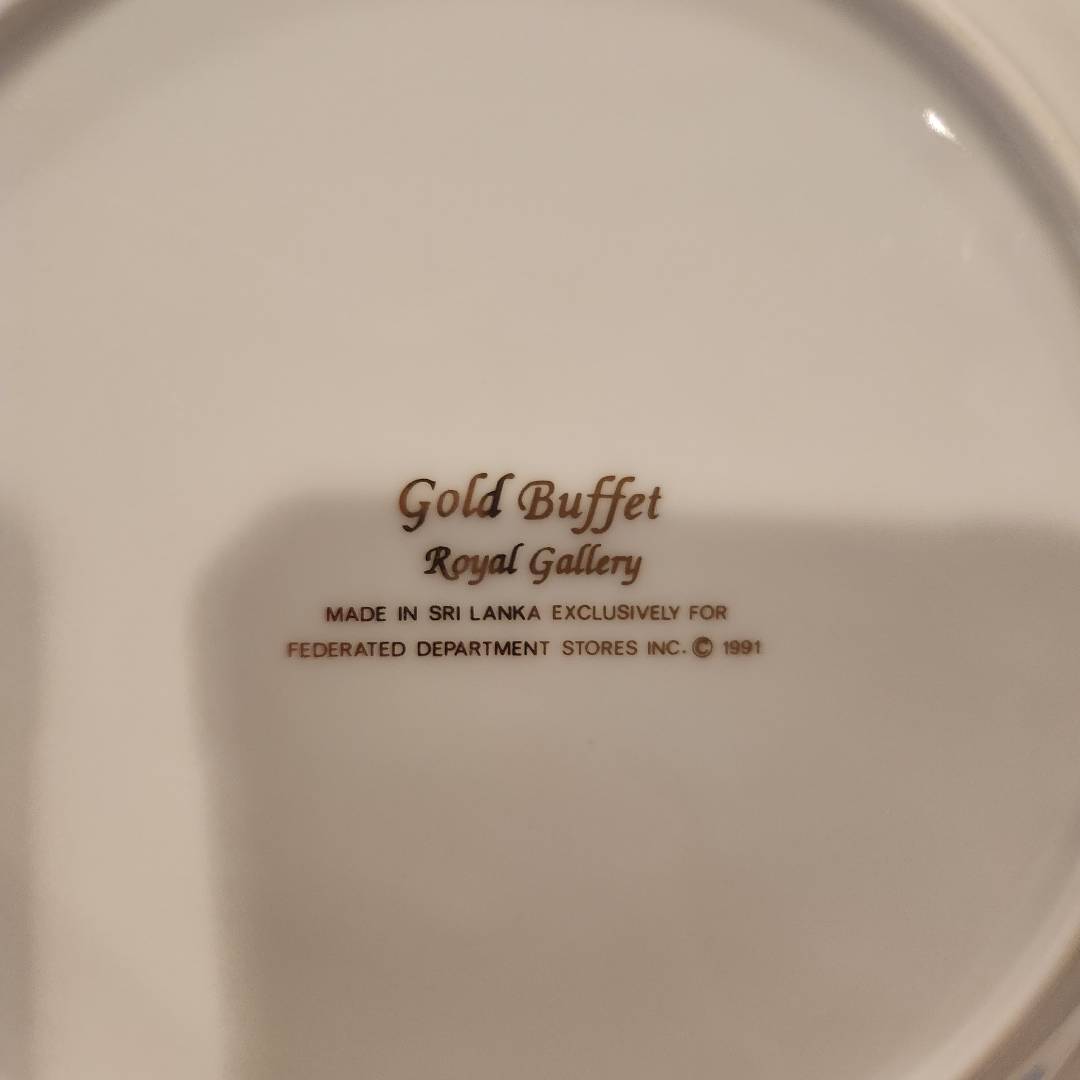 Gold Buffet
Royal Gallery
MADE IN SRI LANKA EXCLUSIVELY FOR
FEDERATED DEPARTMENT STORES INC. © 1991